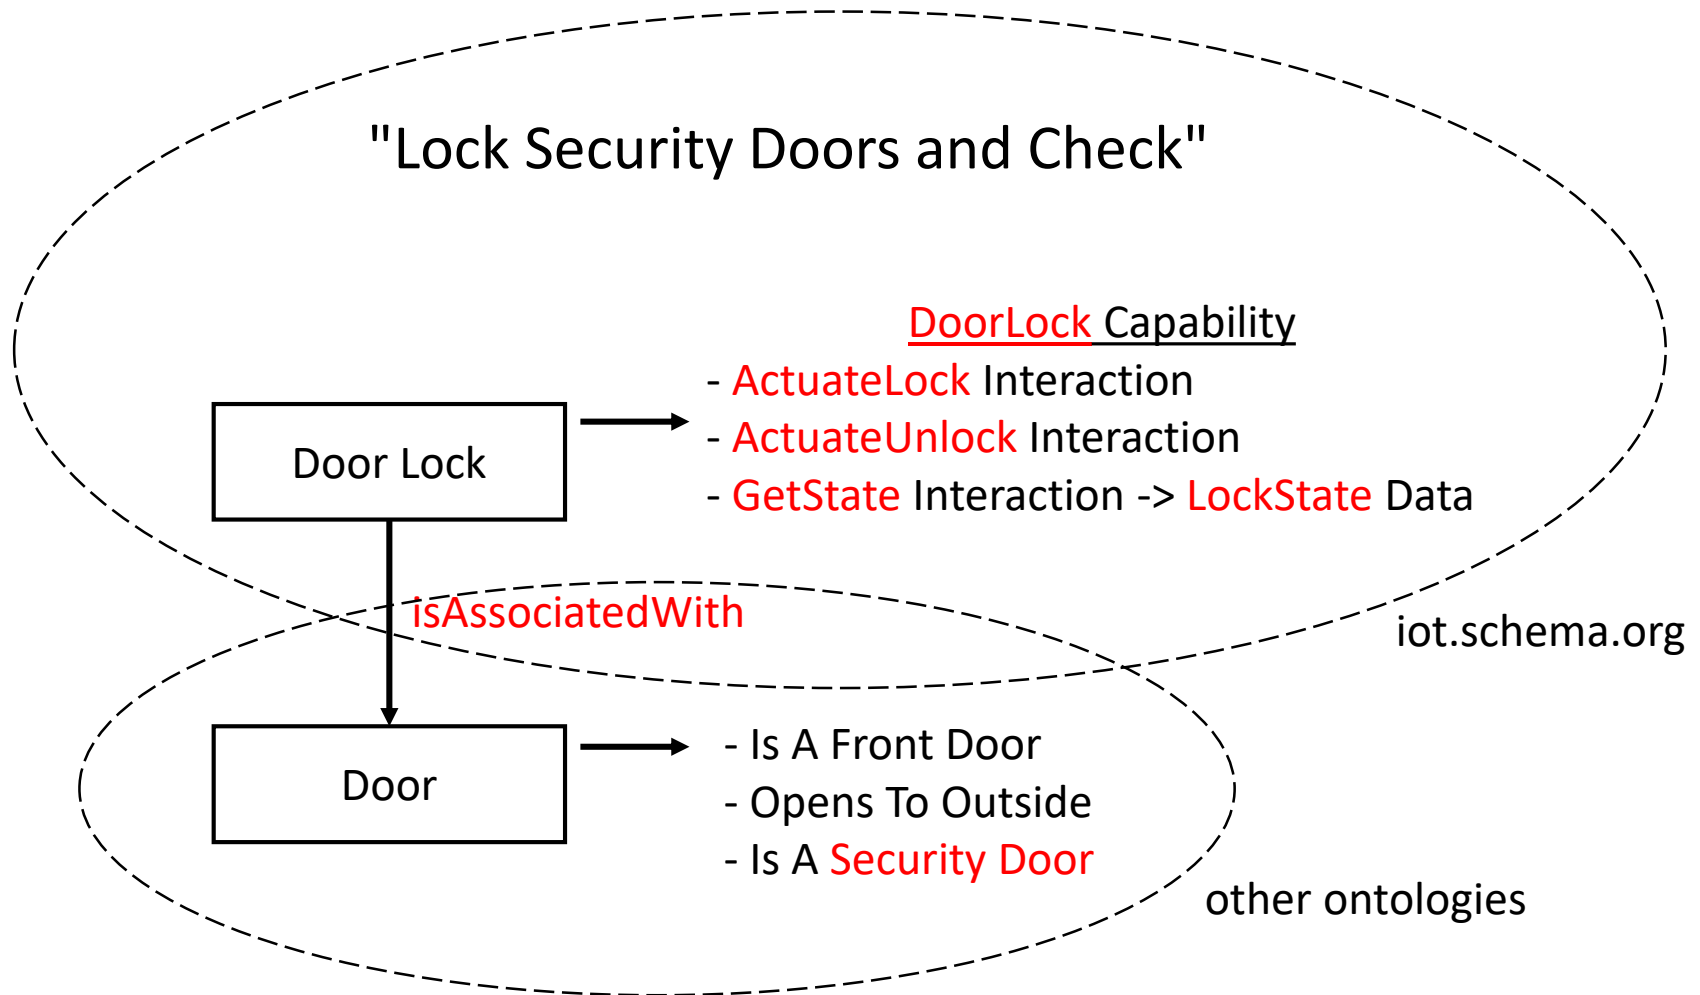 "Lock Security Doors and Check"
DoorLock Capability
- ActuateLock Interaction
- ActuateUnlock Interaction
- GetState Interaction -> LockState Data
Door Lock
isAssociatedWith
iot.schema.org
Door
- Is A Front Door
- Opens To Outside
- Is A Security Door
other ontologies